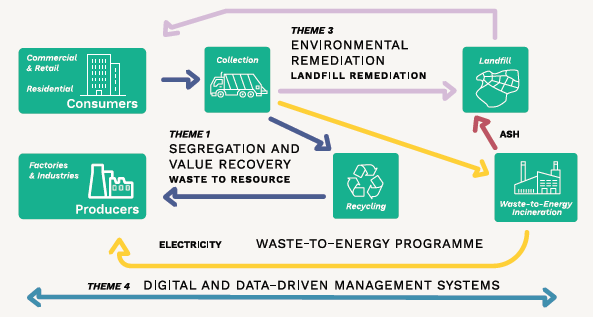 Commercial
& Retail
Residential
Consumers
Collection
THEME 3
ENVIRONMENTAL
REMEDIATION
LANDFILL REMEDIATION
Landfill
THEME 1
SEGREGATION AND
VALUE RECOVERY
WASTE TO RESOURCE
ASH
Factories
& Industries
Producers
Recycling
Waste-to-Energy
Incineration
ELECTRICITY
WASTE-TO-ENERGY PROGRAMME
THEME 4 DIGITAL AND DATA-DRIVEN MANAGEMENT SYSTEMS